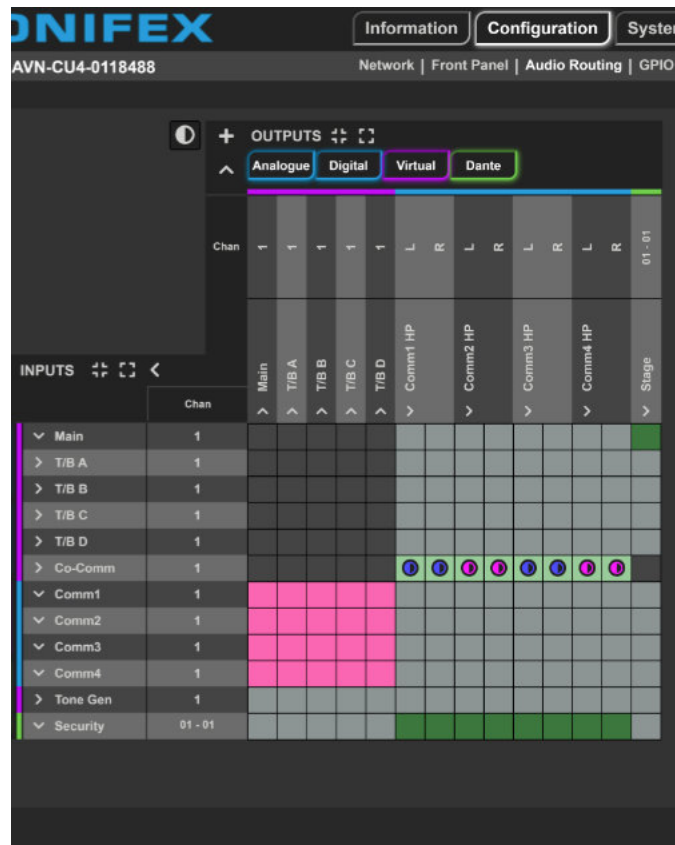 ONIFEX Information Configuration
AVN-CU4-0118488 Network | Front Panel | Audio Routing | GPIO
+ OUTPUTS
Analogue Digital Virtual Dante
Chan 1 1 1 1 1 L R L R L R L R 01 - 01
Main T/B A T/B B T/B C T/B D Comm1 HP Comm2 HP Comm3 HP Comm4 HP Stage
INPUTS
Chan
Main 1
T/B A 1
T/B B 1
T/B C 1
T/B D 1
Co-Comm 1
Comm1 1
Comm2 1
Comm3 1
Comm4 1
Tone Gen 1
Security 01 - 01